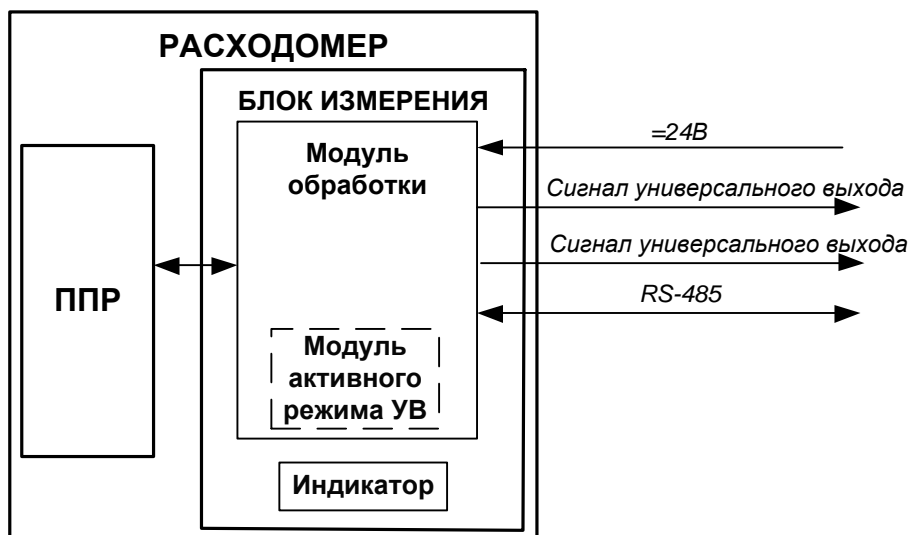 РАСХОДОМЕР
БЛОК ИЗМЕРЕНИЯ
Модуль
обработки
ППР
Модуль
активного
режима УВ
Индикатор
=24В
Сигнал универсального выхода
Сигнал универсального выхода
RS-485